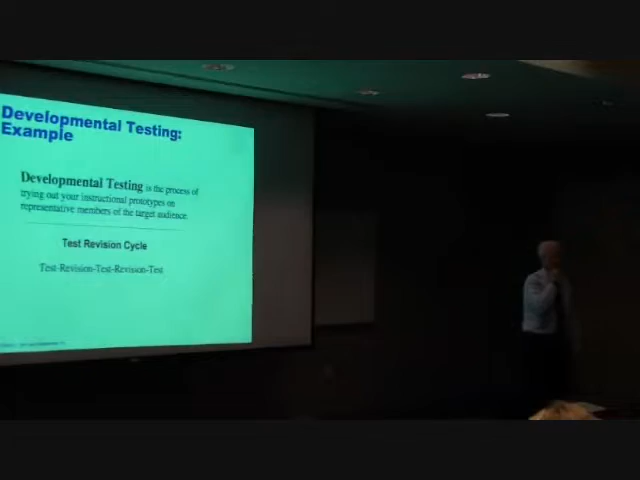 Developmental Testing:
Example
Developmental Testing is the process of
trying out your instructional prototypes on
representative members of the target audience
Test Revision Cycle
Test-Revision-Test-Revision-Test